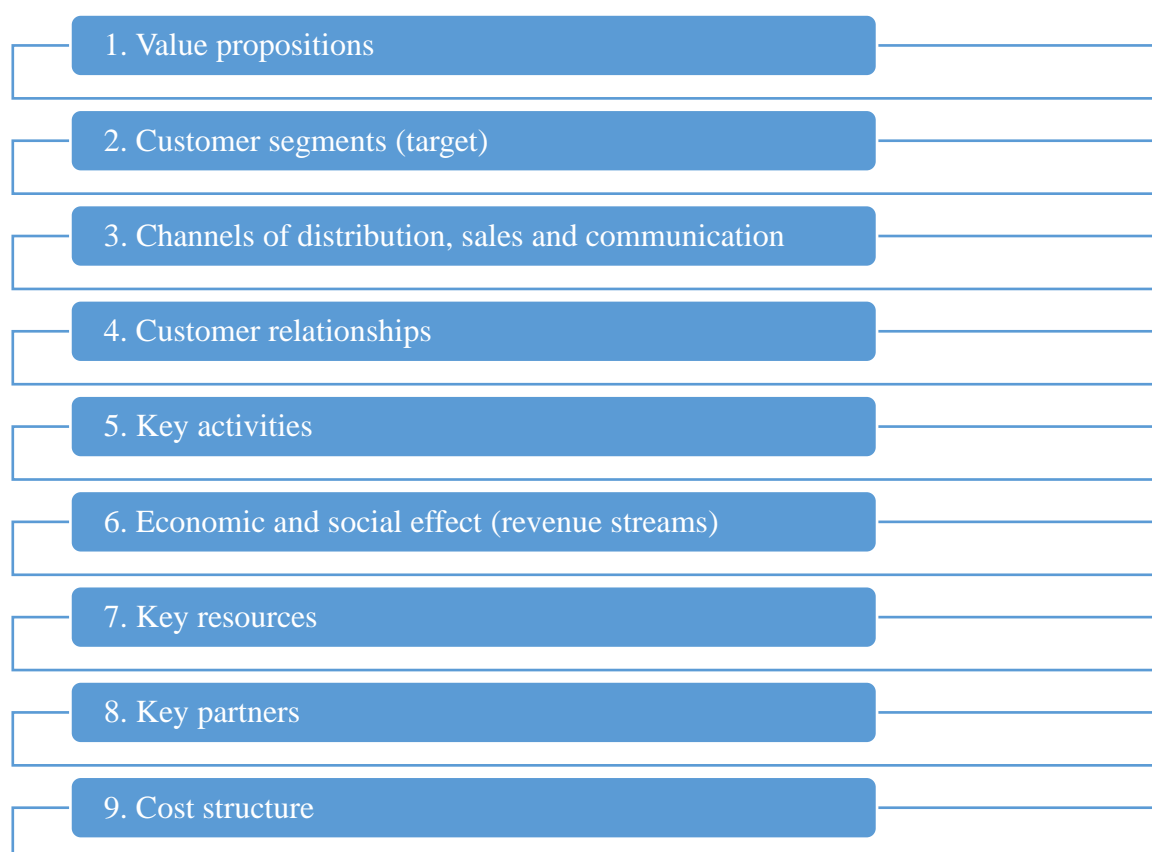 1. Value propositions
2. Customer segments (target)
3. Channels of distribution, sales and communication
4. Customer relationships
5. Key activities
6. Economic and social effect (revenue streams)
7. Key resources
8. Key partners
9. Cost structure